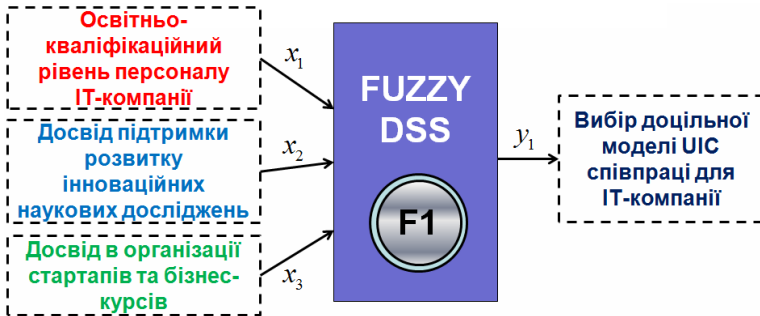 Освітньо-
кваліфікаційний
рівень персоналу
ІТ-компанії
x1
Досвід підтримки
розвитку
інноваційних
наукових досліджень
x2
Досвід в організації
стартапів та бізнес-
курсів
x3
FUZZY
DSS
F1
y1
Вибір доцільної
моделі UIC
співпраці для
ІТ-компанії